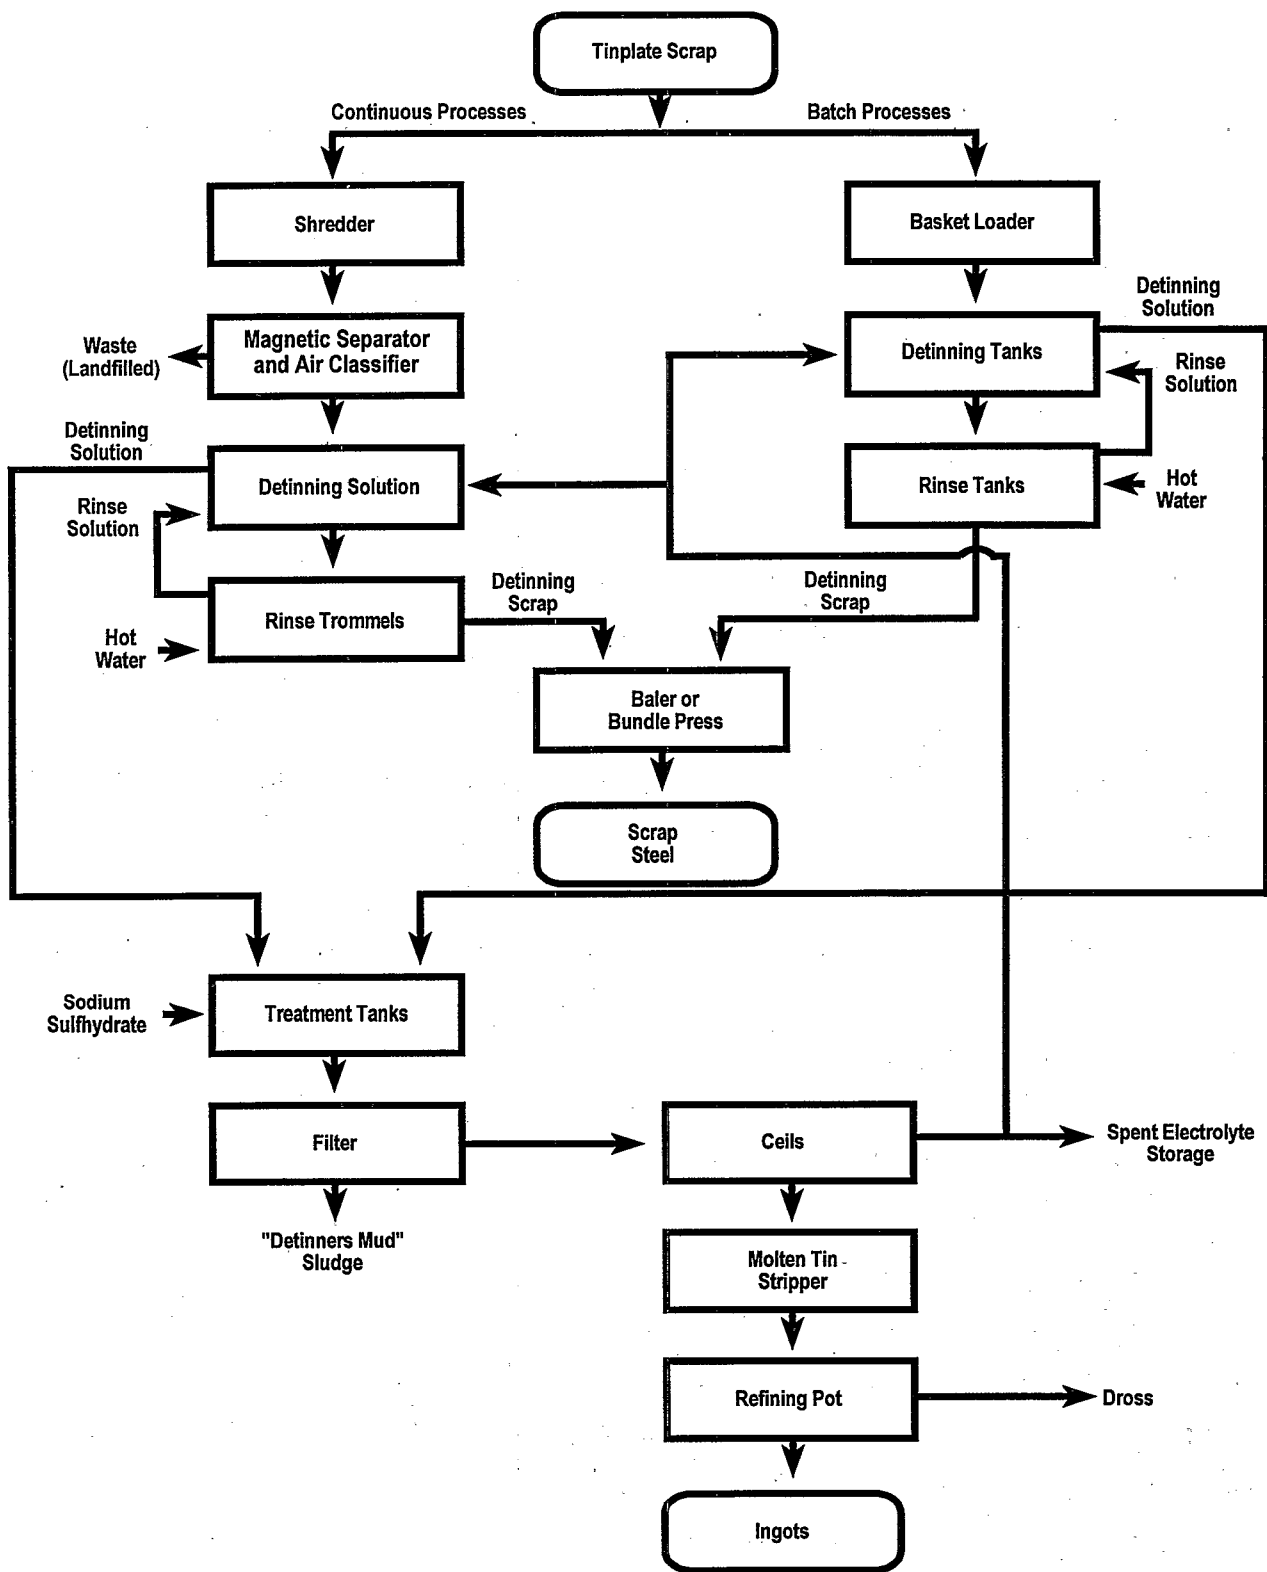 Tinplate Scrap
Continuous Processes
Batch Processes
Shredder
Basket Loader
Detinning
Solution
Magnetic Separator
and Air Classifier
Waste
(Landfilled)
Detinning Tanks
Rinse
Solution
Detinning
Solution
Detinning Solution
Rinse Tanks
Hot
Water
Rinse
Solution
Rinse Trommels
Detinning
Scrap
Detinning
Scrap
Hot
Water
Baler or
Bundle Press
Scrap
Steel
Sodium
Sulfhydrate
Treatment Tanks
Filter
Ceils
Spent Electrolyte
Storage
"Detinners Mud"
Sludge
Molten Tin
Stripper
Refining Pot
Dross
Ingots